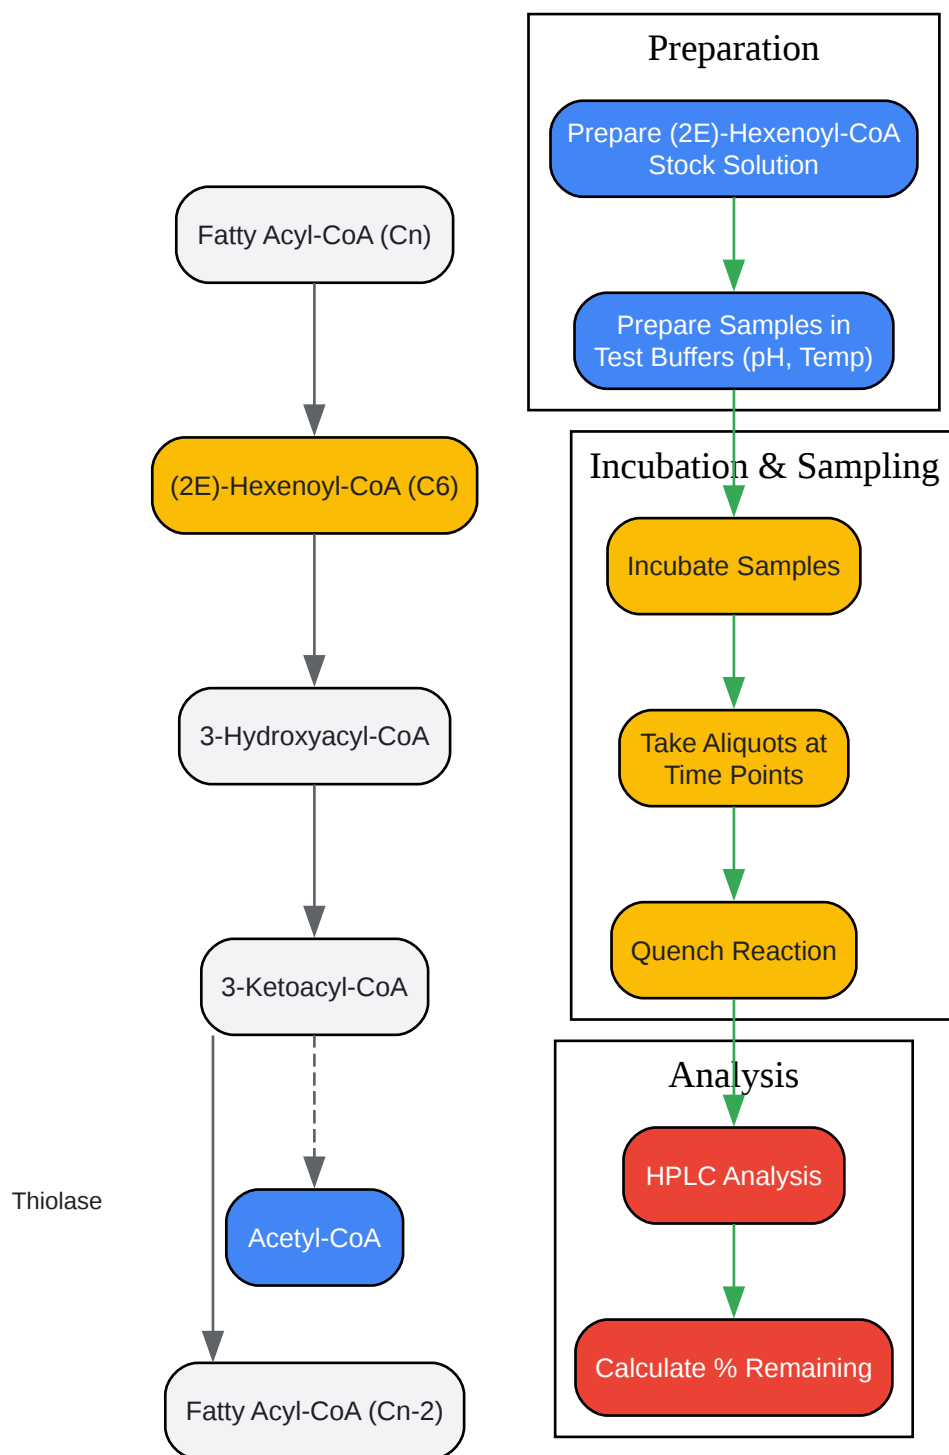 Fatty Acyl-CoA (Cn)
(2E)-Hexenoyl-CoA (C6)
3-Hydroxyacyl-CoA
3-Ketoacyl-CoA
Thiolase
Acetyl-CoA
Fatty Acyl-CoA (Cn-2)
Preparation
Prepare (2E)-Hexenoyl-CoA
Stock Solution
Prepare Samples in
Test Buffers (pH, Temp)
Incubation & Sampling
Incubate Samples
Take Aliquots at
Time Points
Quench Reaction
Analysis
HPLC Analysis
Calculate % Remaining